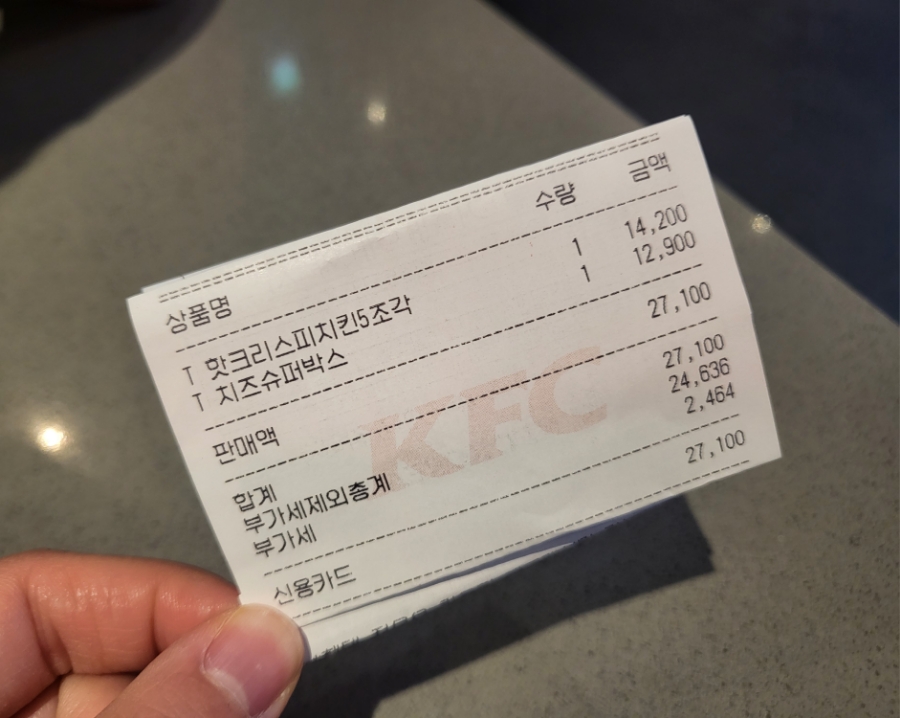 상품명 수량 금액
T 핫크리스피치킨5조각 1 14,200
T 치즈슈퍼박스 1 12,900
판매액 27,100
합계 27,100
부가세제외총계 24,636
부가세 2,464
신용카드 27,100
KFC